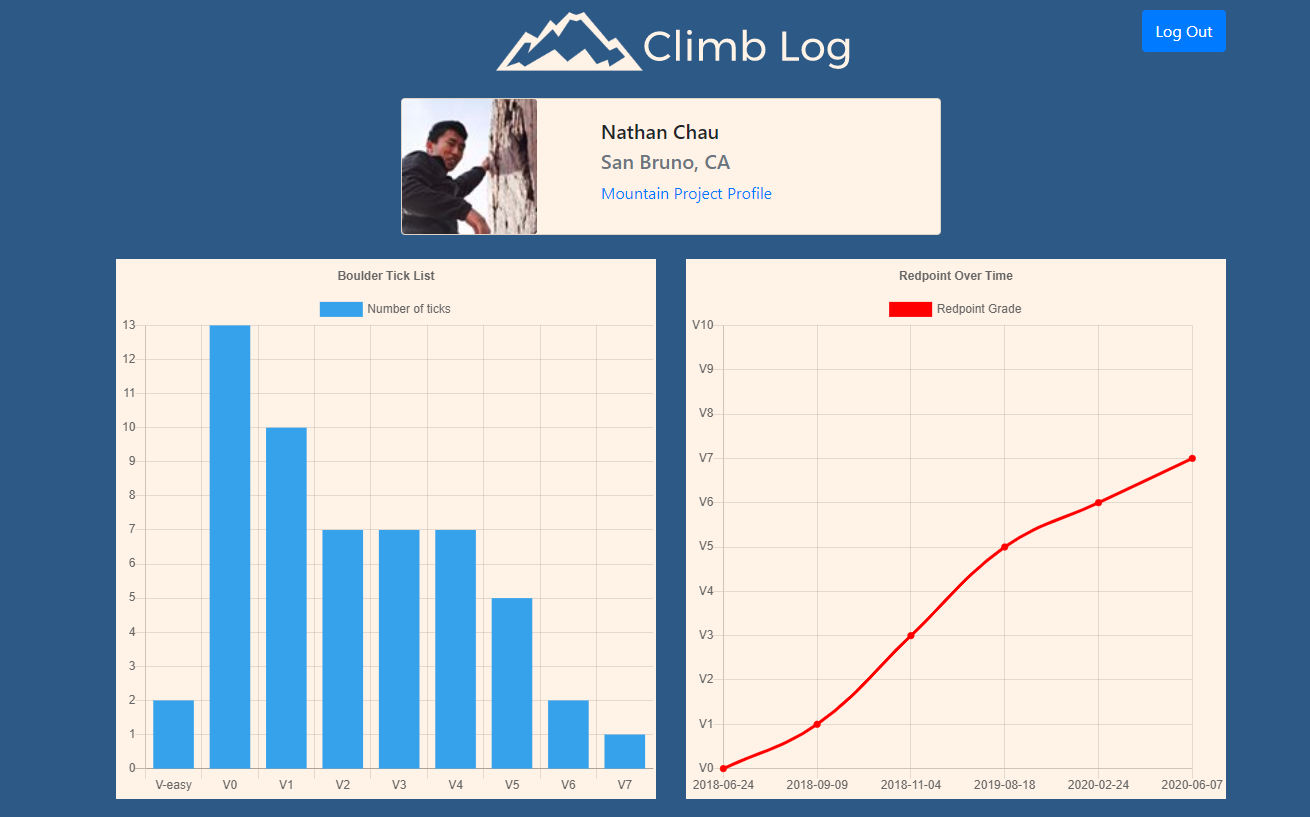 Climb Log
Log Out
Nathan Chau
San Bruno, CA
Mountain Project Profile
Boulder Tick List
Number of ticks
13
12
11
10
9
8
7
6
5
4
3
2
1
0
V-easy V0 V1 V2 V3 V4 V5 V6 V7
Redpoint Over Time
Redpoint Grade
V10
V9
V8
V7
V6
V5
V4
V3
V2
V1
V0
2018-06-24 2018-09-09 2018-11-04 2019-08-18 2020-02-24 2020-06-07